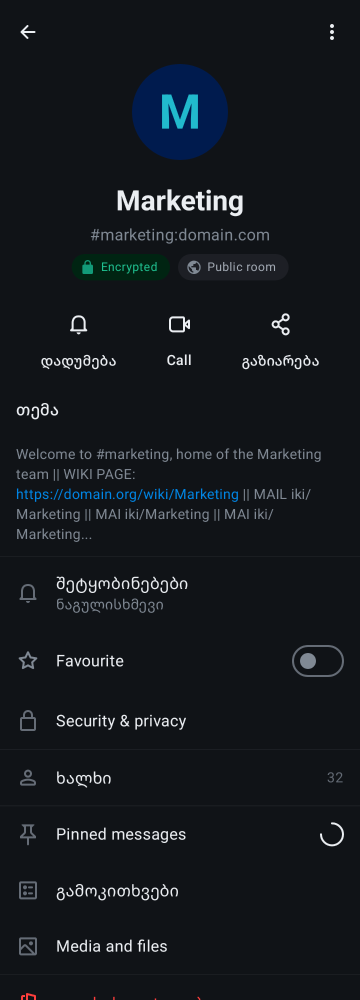 M
Marketing
#marketing:domain.com
Encrypted
Public room
დადუმება
Call
გაზიარება
თემა
Welcome to #marketing, home of the Marketing
team || WIKI PAGE:
https://domain.org/wiki/Marketing || MAIL iki/
Marketing || MAI iki/Marketing || MAI iki/
Marketing...
შეტყობინებები
ნაგულისხმევი
Favourite
Security & privacy
ხალხი
32
Pinned messages
გამოკითხვები
Media and files